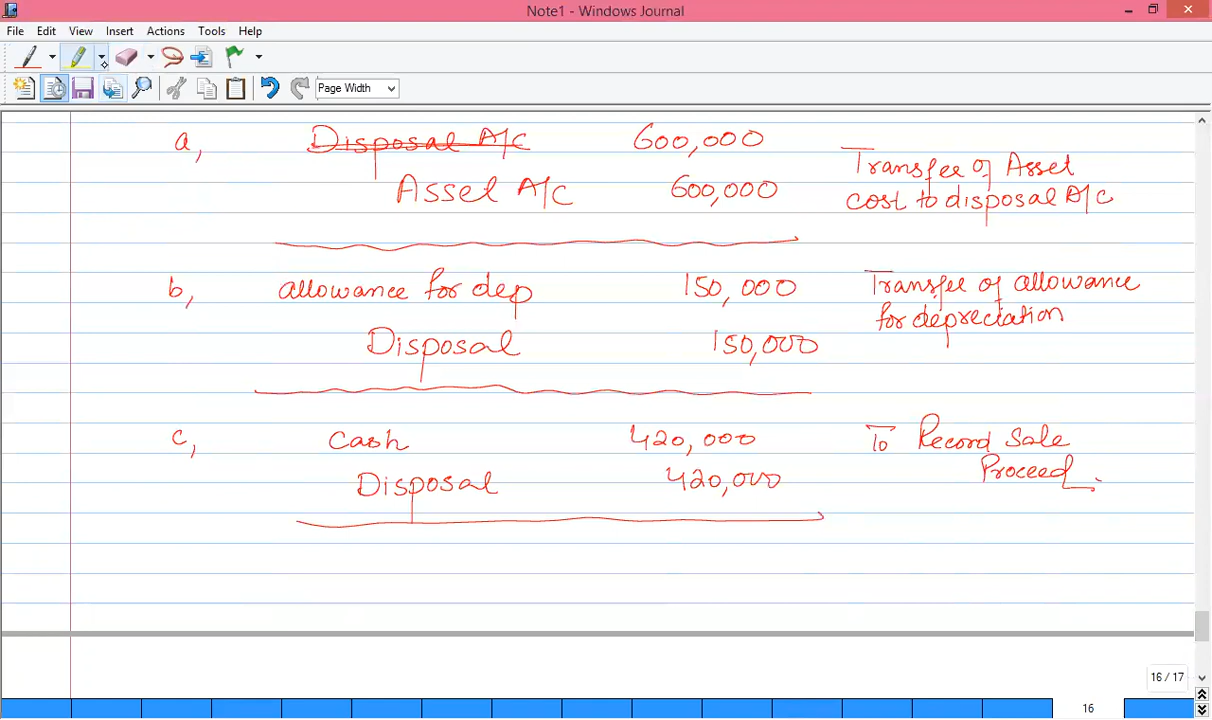 Note1 - Windows Journal
File Edit View Insert Actions Tools Help
Page Width
a, Disposal A/C 600,000
Asset A/C 600,000
Transfer of Asset
cost to disposal A/C
b, allowance for dep 150,000
Disposal 150,000
Transfer of allowance
for depreciation
c, Cash 420,000
Disposal 420,000
To Record Sale
Proceed
16 / 17
16